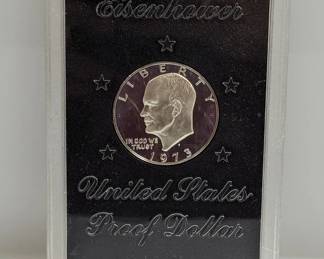 Eisenhower
LIBERTY
IN GOD WE
TRUST
1973
United States
Proof Dollar